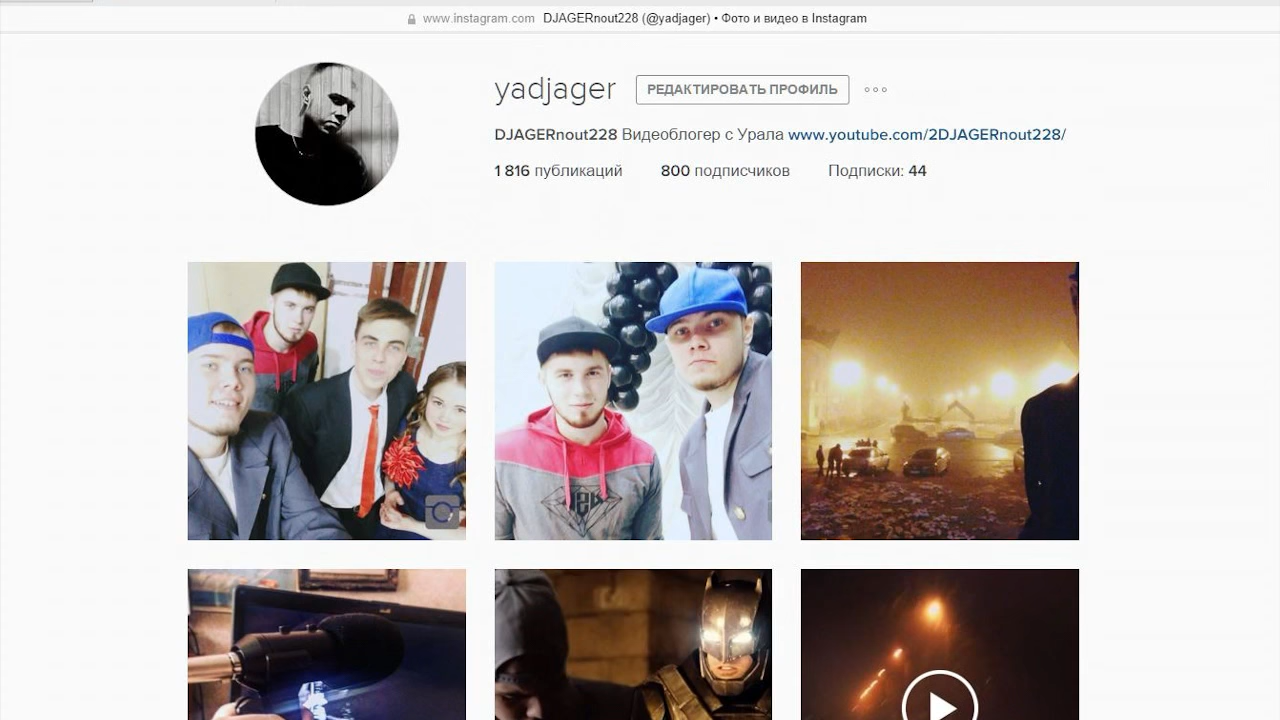 www.instagram.com DJAGERnout228 (@yadjager) • Фото и видео в Instagram
yadjager РЕДАКТИРОВАТЬ ПРОФИЛЬ
DJAGERnout228 Видеоблогер с Урала www.youtube.com/2DJAGERnout228/
1 816 публикаций 800 подписчиков Подписки: 44